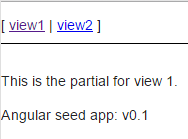 [ view1 | view2 ]
This is the partial for view 1.
Angular seed app: v0.1